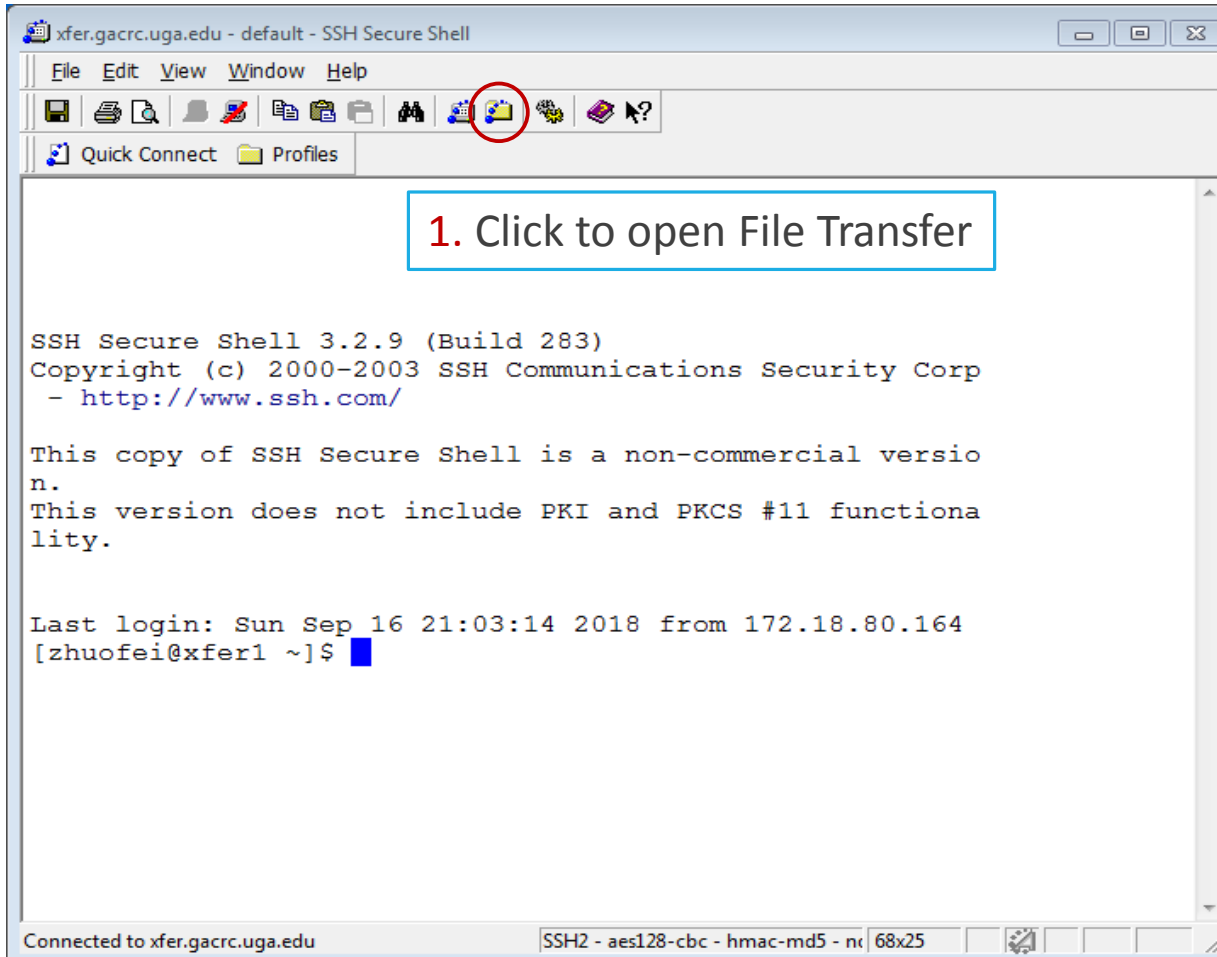 xfer.gacrc.uga.edu - default - SSH Secure Shell
File Edit View Window Help
Quick Connect Profiles
1. Click to open File Transfer
SSH Secure Shell 3.2.9 (Build 283)
Copyright (c) 2000-2003 SSH Communications Security Corp
- http://www.ssh.com/
This copy of SSH Secure Shell is a non-commercial versio
n.
This version does not include PKI and PKCS #11 functiona
lity.
Last login: Sun Sep 16 21:03:14 2018 from 172.18.80.164
[zhuofei@xfer1 ~]$
Connected to xfer.gacrc.uga.edu SSH2 - aes128-cbc - hmac-md5 - 68x25